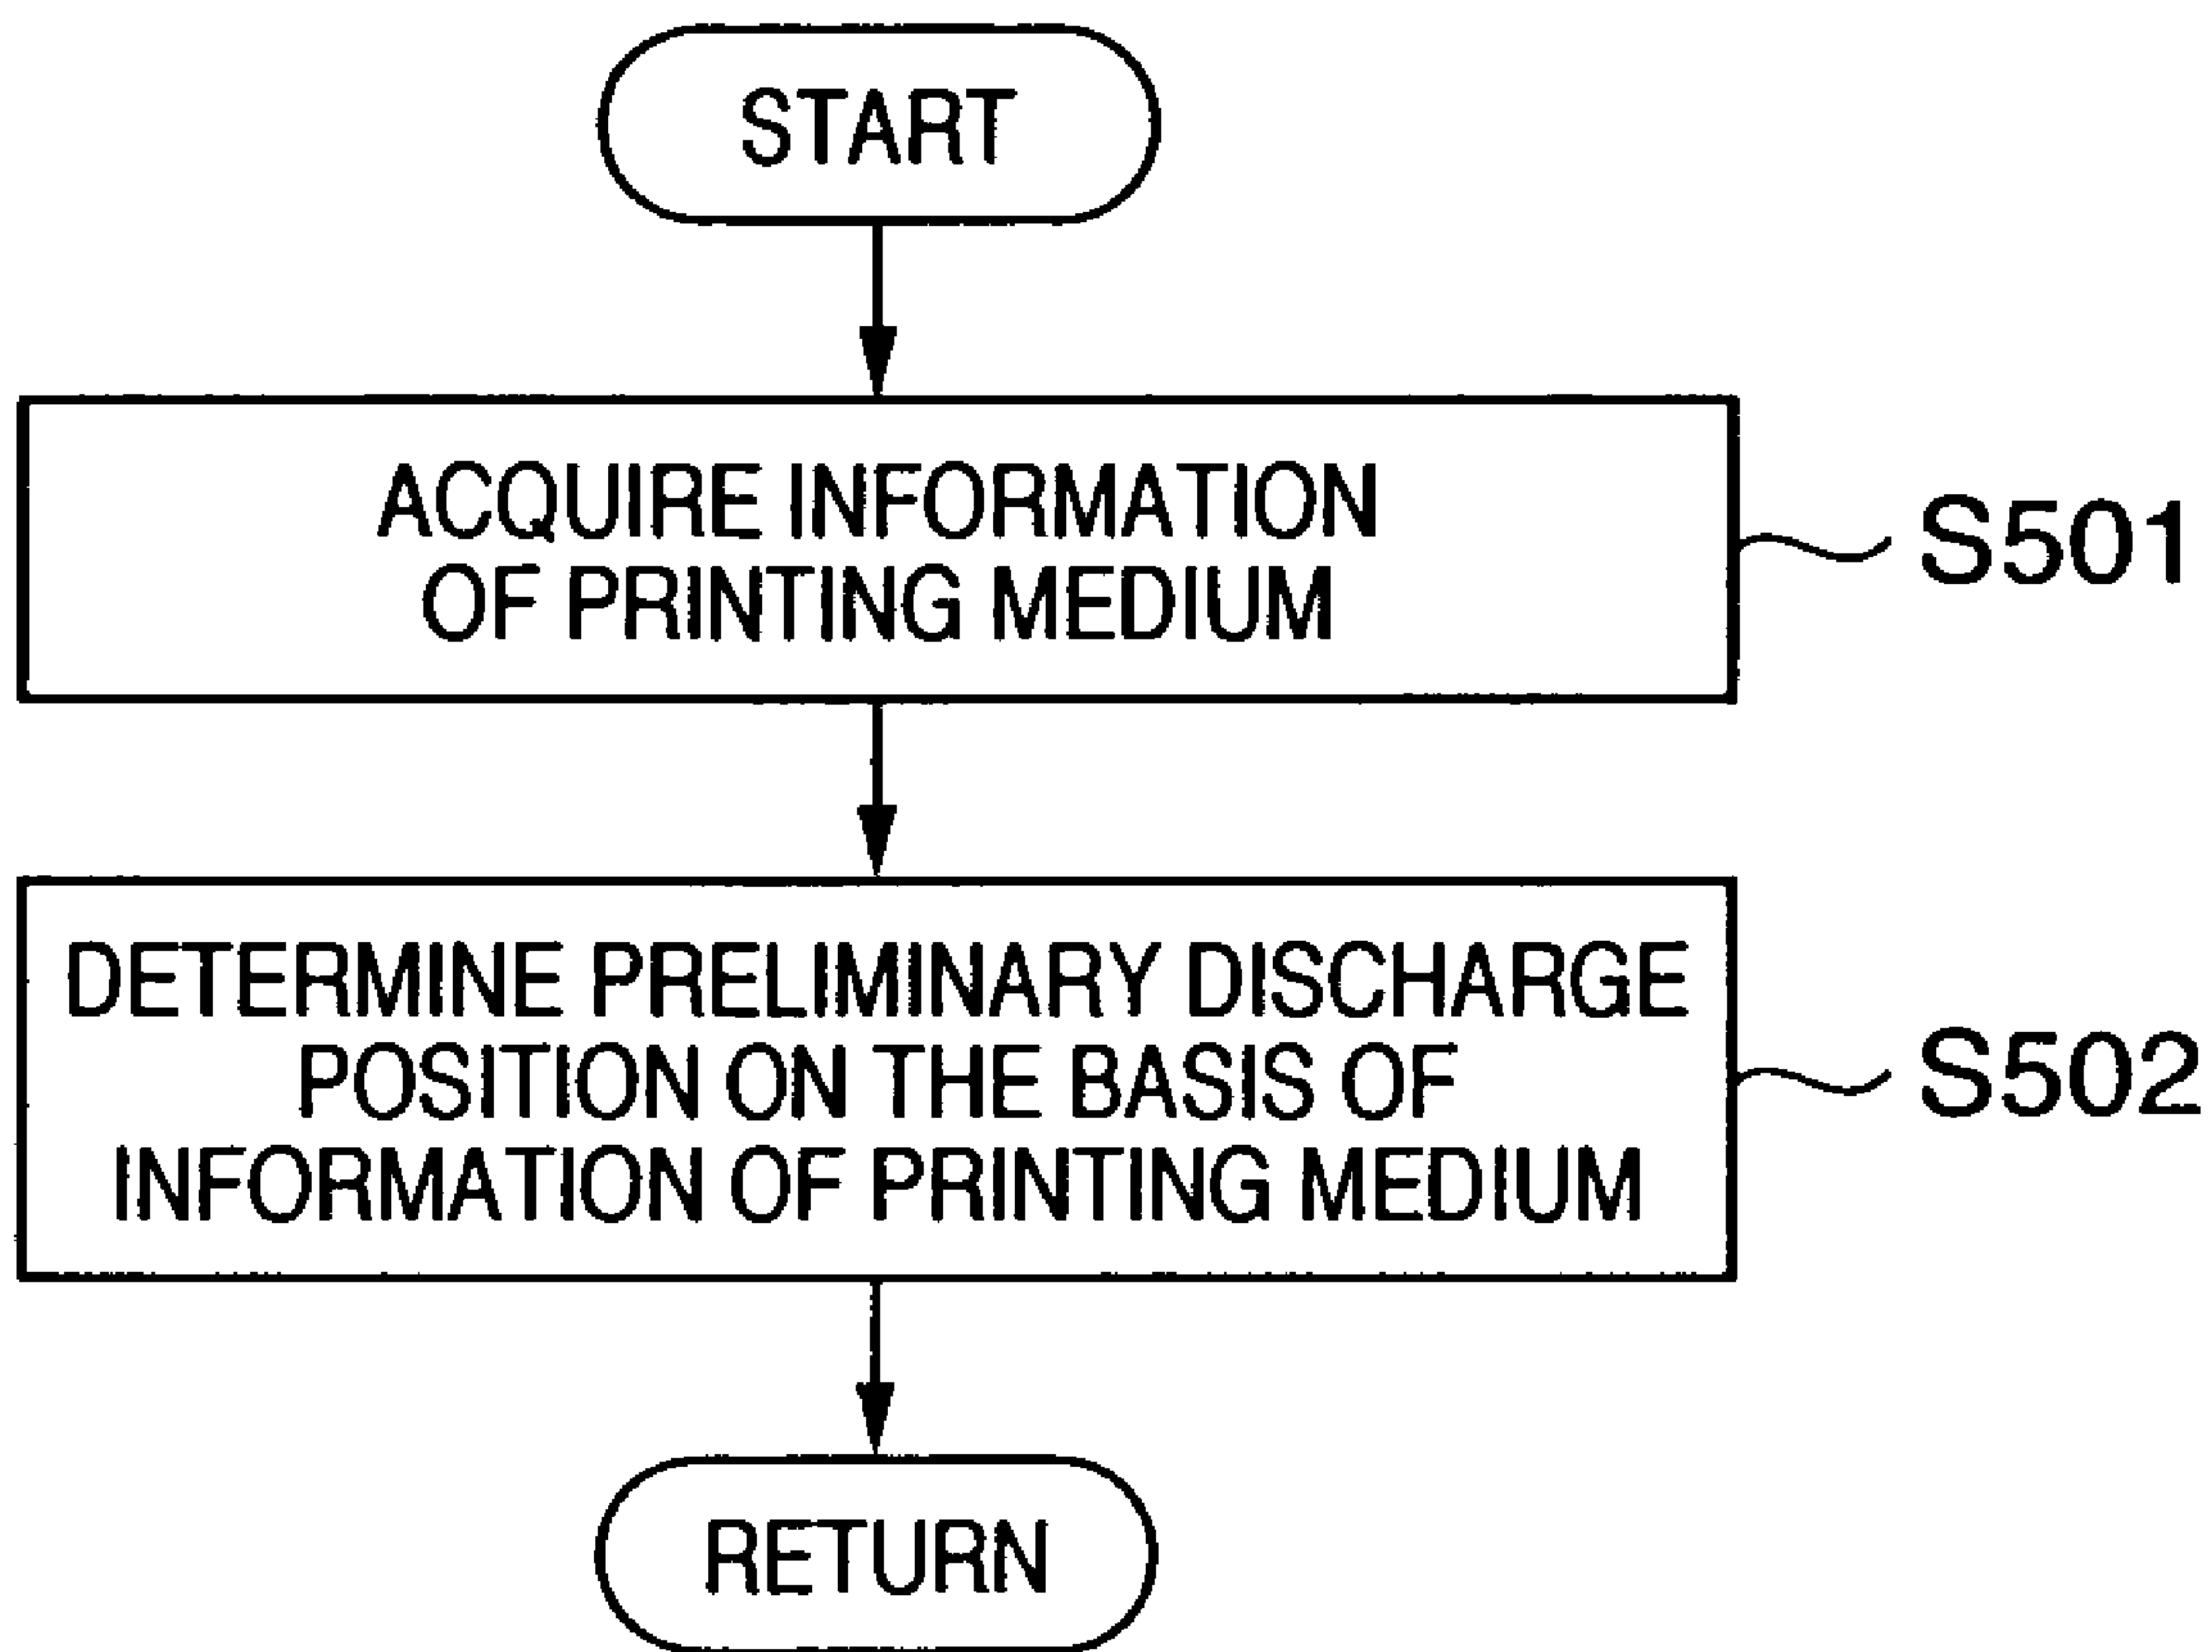 START
ACQUIRE INFORMATION
OF PRINTING MEDIUM
S501
DETERMINE PRELIMINARY DISCHARGE
POSITION ON THE BASIS OF
INFORMATION OF PRINTING MEDIUM
S502
RETURN